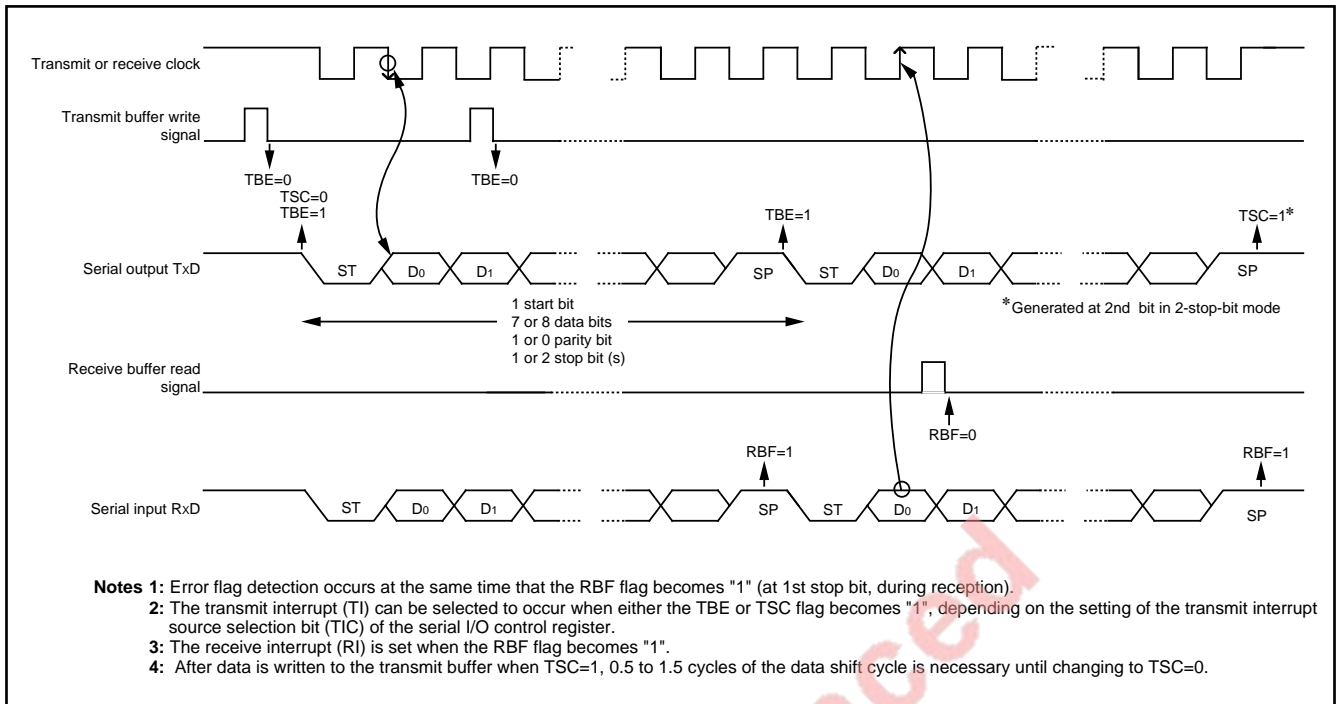 Transmit or receive clock
Transmit buffer write
signal
TBE=0
TBE=0
TSC=0
TBE=1
TBE=1
TSC=1*
Serial output TxD
ST
D0
D1
SP
ST
D0
D1
SP
*Generated at 2nd bit in 2-stop-bit mode
1 start bit
7 or 8 data bits
1 or 0 parity bit
1 or 2 stop bit (s)
Receive buffer read
signal
RBF=0
RBF=1
RBF=1
Serial input RxD
ST
D0
D1
SP
ST
D0
D1
SP
Notes 1: Error flag detection occurs at the same time that the RBF flag becomes "1" (at 1st stop bit, during reception).
2: The transmit interrupt (TI) can be selected to occur when either the TBE or TSC flag becomes "1", depending on the setting of the transmit interrupt
source selection bit (TIC) of the serial I/O control register.
3: The receive interrupt (RI) is set when the RBF flag becomes "1".
4: After data is written to the transmit buffer when TSC=1, 0.5 to 1.5 cycles of the data shift cycle is necessary until changing to TSC=0.